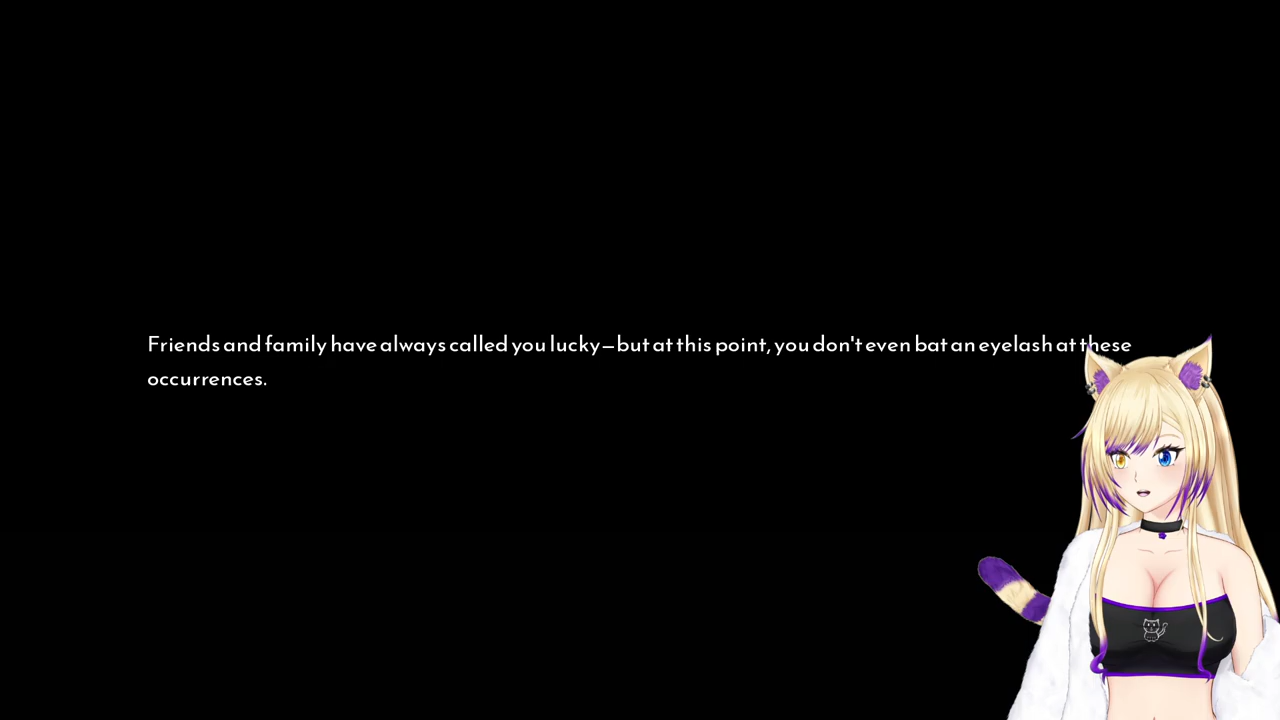 Friends and family have always called you lucky—but at this point, you don't even bat an eyelash at these
occurrences.